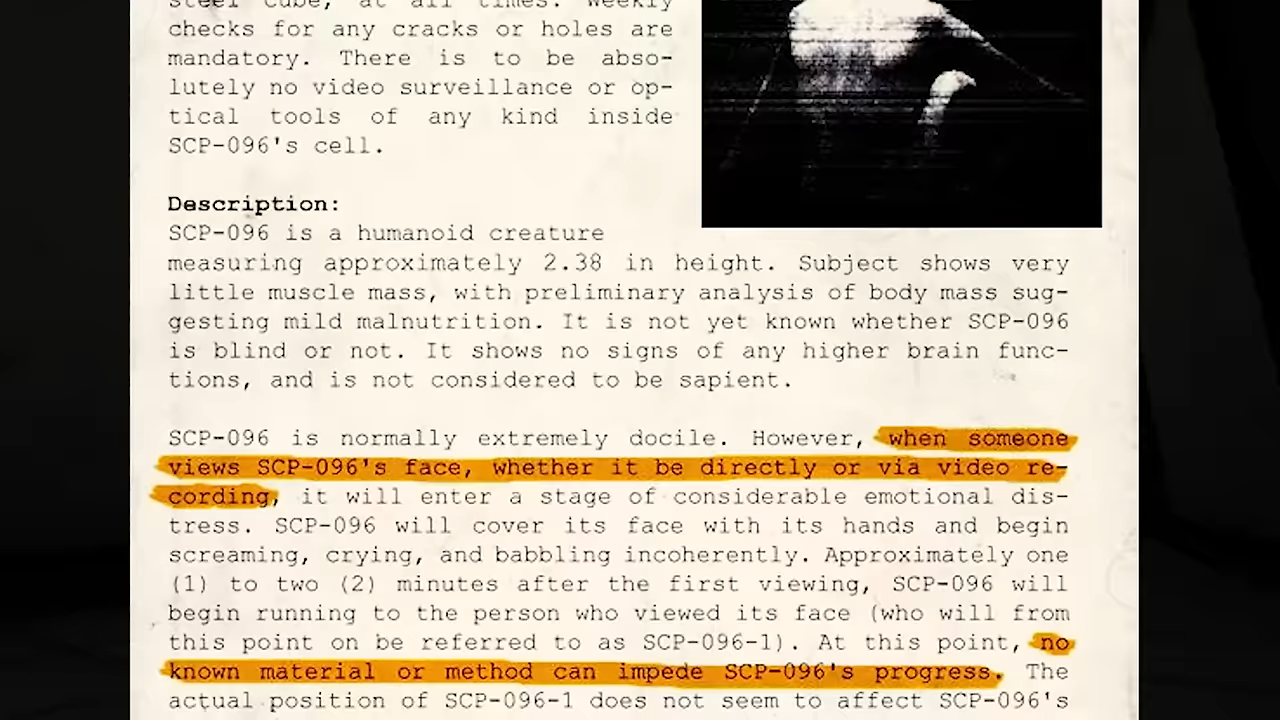 steel cube, at all times. Weekly
checks for any cracks or holes are
mandatory. There is to be abso-
lutely no video surveillance or op-
tical tools of any kind inside
SCP-096's cell.
Description:
SCP-096 is a humanoid creature
measuring approximately 2.38 in height. Subject shows very
little muscle mass, with preliminary analysis of body mass sug-
gesting mild malnutrition. It is not yet known whether SCP-096
is blind or not. It shows no signs of any higher brain func-
tions, and is not considered to be sapient.
SCP-096 is normally extremely docile. However, when someone
views SCP-096's face, whether it be directly or via video re-
cording, it will enter a stage of considerable emotional dis-
tress. SCP-096 will cover its face with its hands and begin
screaming, crying, and babbling incoherently. Approximately one
(1) to two (2) minutes after the first viewing, SCP-096 will
begin running to the person who viewed its face (who will from
this point on be referred to as SCP-096-1). At this point, no
known material or method can impede SCP-096's progress. The
actual position of SCP-096-1 does not seem to affect SCP-096's